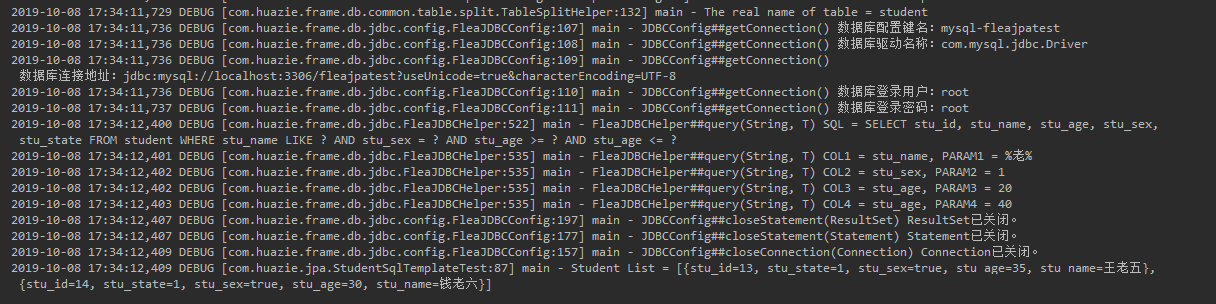 2019-10-08 17:34:11,729 DEBUG [com.huazie.frame.db.common.table.split.TableSplitHelper:132] main - The real name of table = student
2019-10-08 17:34:11,736 DEBUG [com.huazie.frame.db.jdbc.config.FleaJDBCConfig:107] main - JDBCConfig##getConnection() 数据库配置键名：mysql-fleajpatest
2019-10-08 17:34:11,736 DEBUG [com.huazie.frame.db.jdbc.config.FleaJDBCConfig:108] main - JDBCConfig##getConnection() 数据库驱动名称：com.mysql.jdbc.Driver
2019-10-08 17:34:11,736 DEBUG [com.huazie.frame.db.jdbc.config.FleaJDBCConfig:109] main - JDBCConfig##getConnection()
数据库连接地址：jdbc:mysql://localhost:3306/fleajpatest?useUnicode=true&characterEncoding=UTF-8
2019-10-08 17:34:11,736 DEBUG [com.huazie.frame.db.jdbc.config.FleaJDBCConfig:110] main - JDBCConfig##getConnection() 数据库登录用户：root
2019-10-08 17:34:11,737 DEBUG [com.huazie.frame.db.jdbc.config.FleaJDBCConfig:111] main - JDBCConfig##getConnection() 数据库登录密码：root
2019-10-08 17:34:12,400 DEBUG [com.huazie.frame.db.jdbc.FleaJDBCHelper:522] main - FleaJDBCHelper##query(String, T) SQL = SELECT stu_id, stu_name, stu_age, stu_sex,
stu_state FROM student WHERE stu_name LIKE ? AND stu_sex = ? AND stu_age >= ? AND stu_age <= ?
2019-10-08 17:34:12,401 DEBUG [com.huazie.frame.db.jdbc.FleaJDBCHelper:535] main - FleaJDBCHelper##query(String, T) COL1 = stu_name, PARAM1 = %老%
2019-10-08 17:34:12,402 DEBUG [com.huazie.frame.db.jdbc.FleaJDBCHelper:535] main - FleaJDBCHelper##query(String, T) COL2 = stu_sex, PARAM2 = 1
2019-10-08 17:34:12,402 DEBUG [com.huazie.frame.db.jdbc.FleaJDBCHelper:535] main - FleaJDBCHelper##query(String, T) COL3 = stu_age, PARAM3 = 20
2019-10-08 17:34:12,403 DEBUG [com.huazie.frame.db.jdbc.FleaJDBCHelper:535] main - FleaJDBCHelper##query(String, T) COL4 = stu_age, PARAM4 = 40
2019-10-08 17:34:12,407 DEBUG [com.huazie.frame.db.jdbc.config.FleaJDBCConfig:197] main - JDBCConfig##closeStatement(ResultSet) ResultSet已关闭。
2019-10-08 17:34:12,407 DEBUG [com.huazie.frame.db.jdbc.config.FleaJDBCConfig:177] main - JDBCConfig##closeStatement(Statement) Statement已关闭。
2019-10-08 17:34:12,409 DEBUG [com.huazie.frame.db.jdbc.config.FleaJDBCConfig:157] main - JDBCConfig##closeConnection(Connection) Connection已关闭。
2019-10-08 17:34:12,409 DEBUG [com.huazie.jpa.StudentSqlTemplateTest:87] main - Student List = [{stu_id=13, stu_state=1, stu_sex=true, stu_age=35, stu_name=王老五},
{stu_id=14, stu_state=1, stu_sex=true, stu_age=30, stu_name=钱老六}]